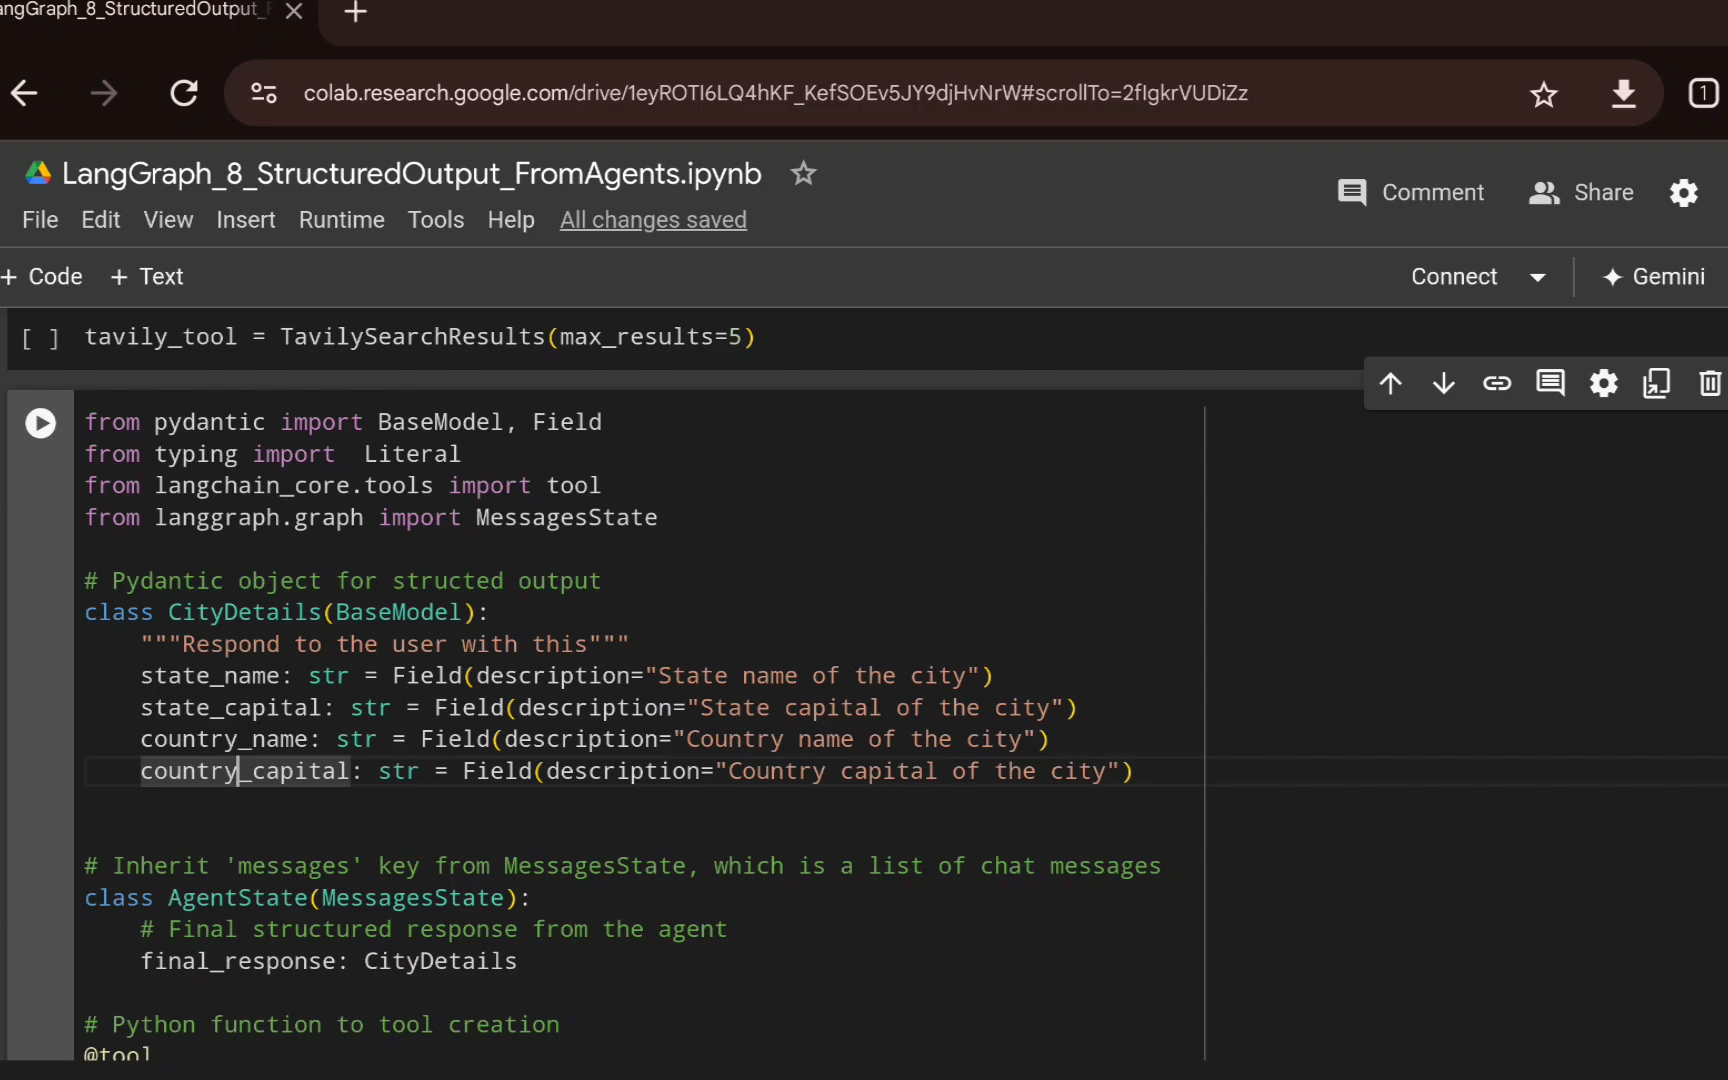 angGraph_8_StructuredOutput_F
colab.research.google.com/drive/1eyROTI6LQ4hKF_KefSOEv5JY9djHvNrW#scrollTo=2fIgkrVUDiZz
1
LangGraph_8_StructuredOutput_FromAgents.ipynb
Comment Share
File Edit View Insert Runtime Tools Help All changes saved
+ Code + Text
Connect Gemini
[ ] tavily_tool = TavilySearchResults(max_results=5)
from pydantic import BaseModel, Field
from typing import  Literal
from langchain_core.tools import tool
from langgraph.graph import MessagesState
# Pydantic object for structed output
class CityDetails(BaseModel):
    """Respond to the user with this"""
    state_name: str = Field(description="State name of the city")
    state_capital: str = Field(description="State capital of the city")
    country_name: str = Field(description="Country name of the city")
    country_capital: str = Field(description="Country capital of the city")
# Inherit 'messages' key from MessagesState, which is a list of chat messages
class AgentState(MessagesState):
    # Final structured response from the agent
    final_response: CityDetails
# Python function to tool creation
@tool